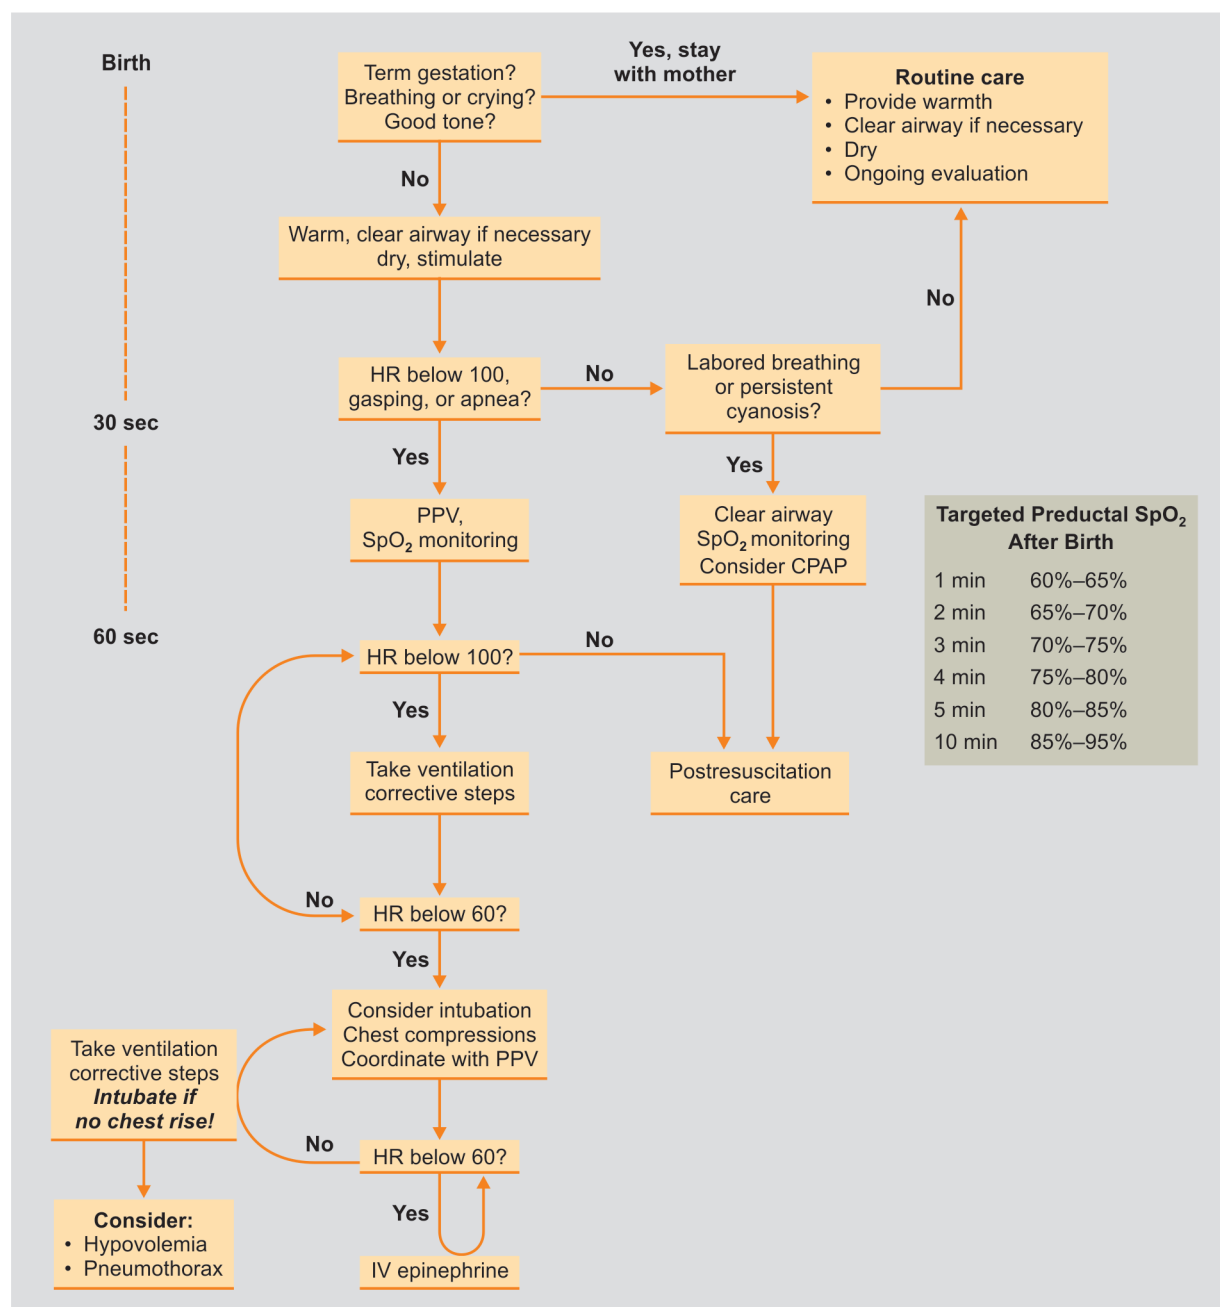 Birth
Term gestation?
Breathing or crying?
Good tone?
Yes, stay
with mother
Routine care
• Provide warmth
• Clear airway if necessary
• Dry
• Ongoing evaluation
No
Warm, clear airway if necessary
dry, stimulate
No
HR below 100,
gasping, or apnea?
No
Labored breathing
or persistent
cyanosis?
30 sec
Yes
Yes
PPV,
SpO₂ monitoring
Clear airway
SpO₂ monitoring
Consider CPAP
Targeted Preductal SpO₂
After Birth
1 min 60%–65%
2 min 65%–70%
3 min 70%–75%
4 min 75%–80%
5 min 80%–85%
10 min 85%–95%
60 sec
HR below 100?
No
Yes
Take ventilation
corrective steps
Postresuscitation
care
No
HR below 60?
Yes
Consider intubation
Chest compressions
Coordinate with PPV
Take ventilation
corrective steps
Intubate if
no chest rise!
No
HR below 60?
Yes
Consider:
• Hypovolemia
• Pneumothorax
IV epinephrine